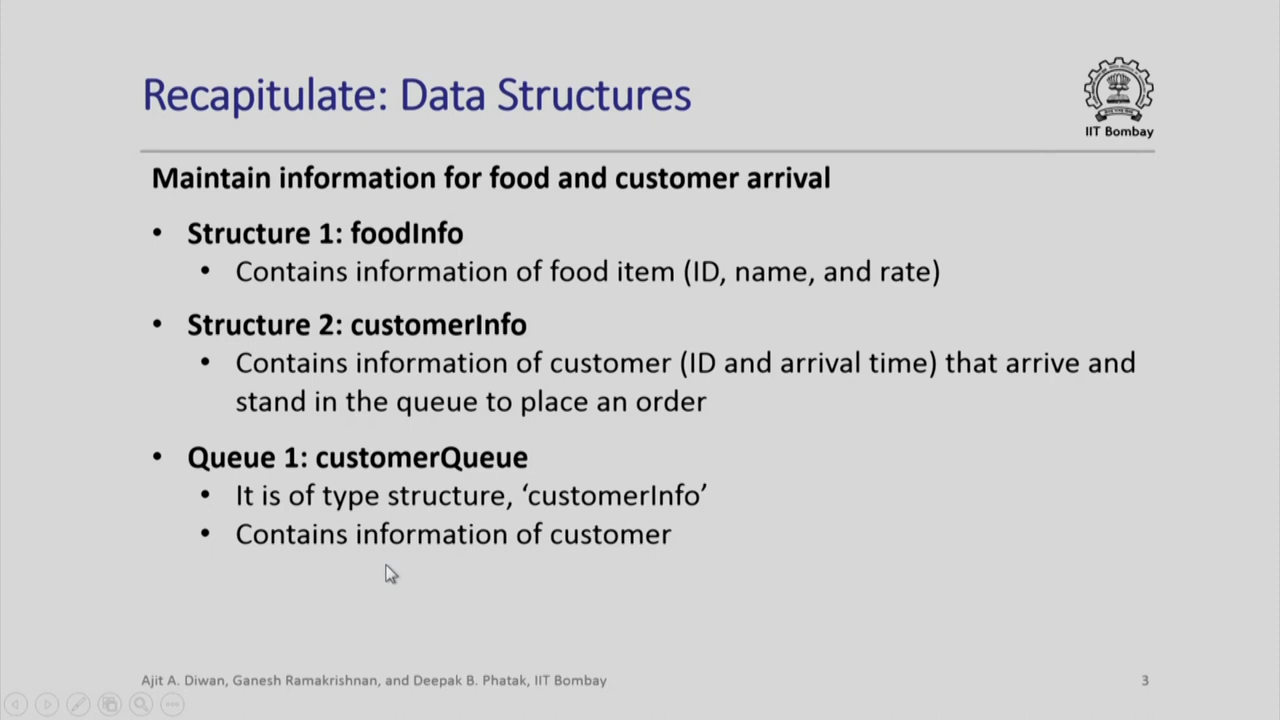 Recapitulate: Data Structures
IIT Bombay
Maintain information for food and customer arrival
• Structure 1: foodInfo
• Contains information of food item (ID, name, and rate)
• Structure 2: customerInfo
• Contains information of customer (ID and arrival time) that arrive and
stand in the queue to place an order
• Queue 1: customerQueue
• It is of type structure, ‘customerInfo’
• Contains information of customer
Ajit A. Diwan, Ganesh Ramakrishnan, and Deepak B. Phatak, IIT Bombay
3